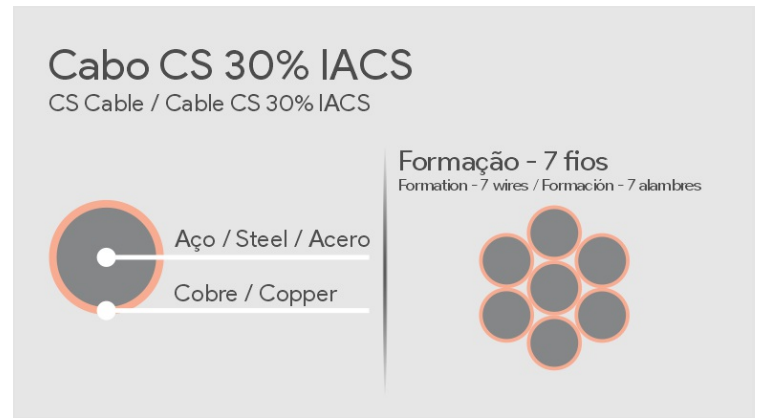 Cabo CS 30% IACS
CS Cable / Cable CS 30% IACS
Formação - 7 fios
Formation - 7 wires / Formación - 7 alambres
Aço / Steel / Acero
Cobre / Copper